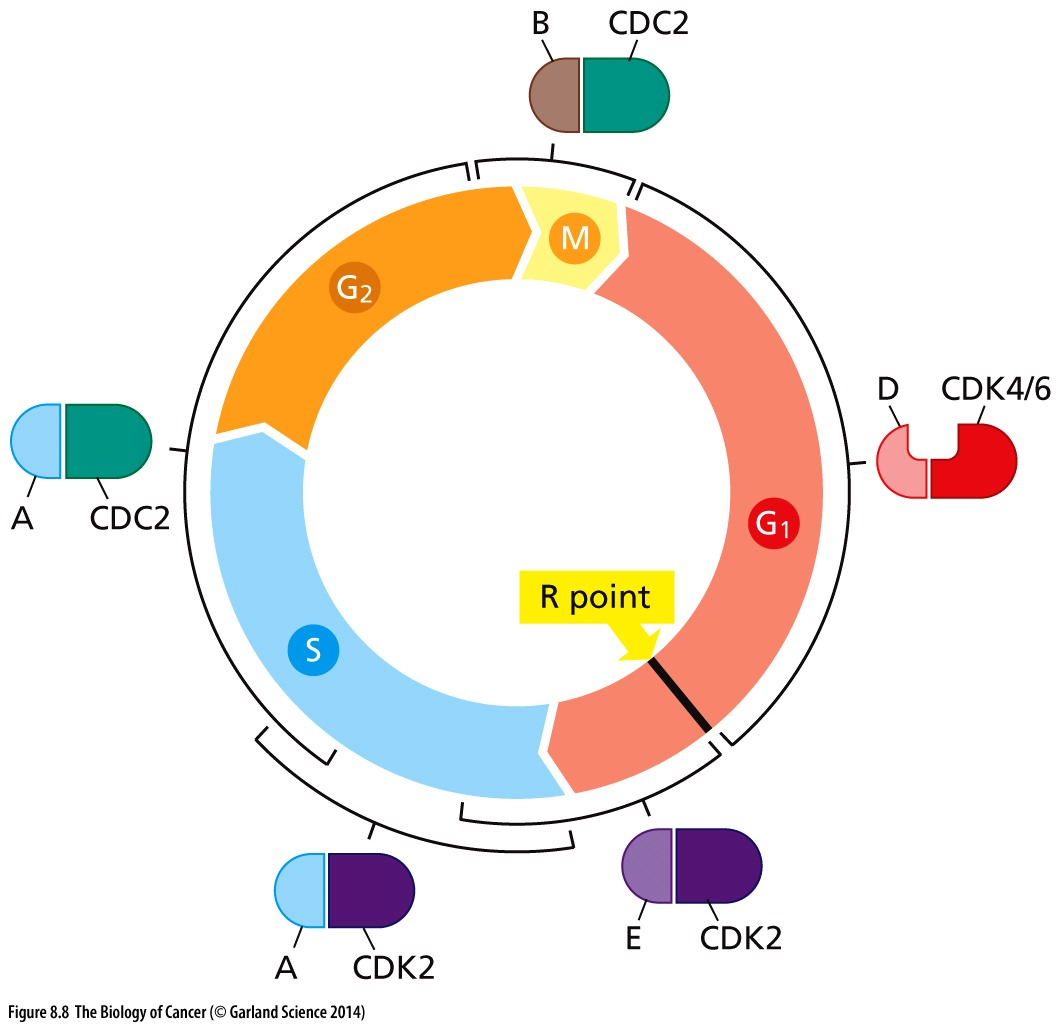 B CDC2
M
G2
D CDK4/6
A CDC2
G1
R point
S
E CDK2
A CDK2
Figure 8.8 The Biology of Cancer (© Garland Science 2014)